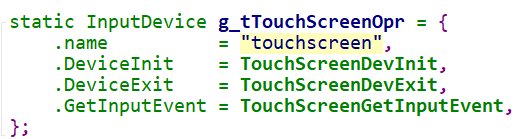 static InputDevice g_tTouchScreenOpr = {
.name = "touchscreen",
.DeviceInit = TouchScreenDevInit,
.DeviceExit = TouchScreenDevExit,
.GetInputEvent = TouchScreenGetInputEvent,
};